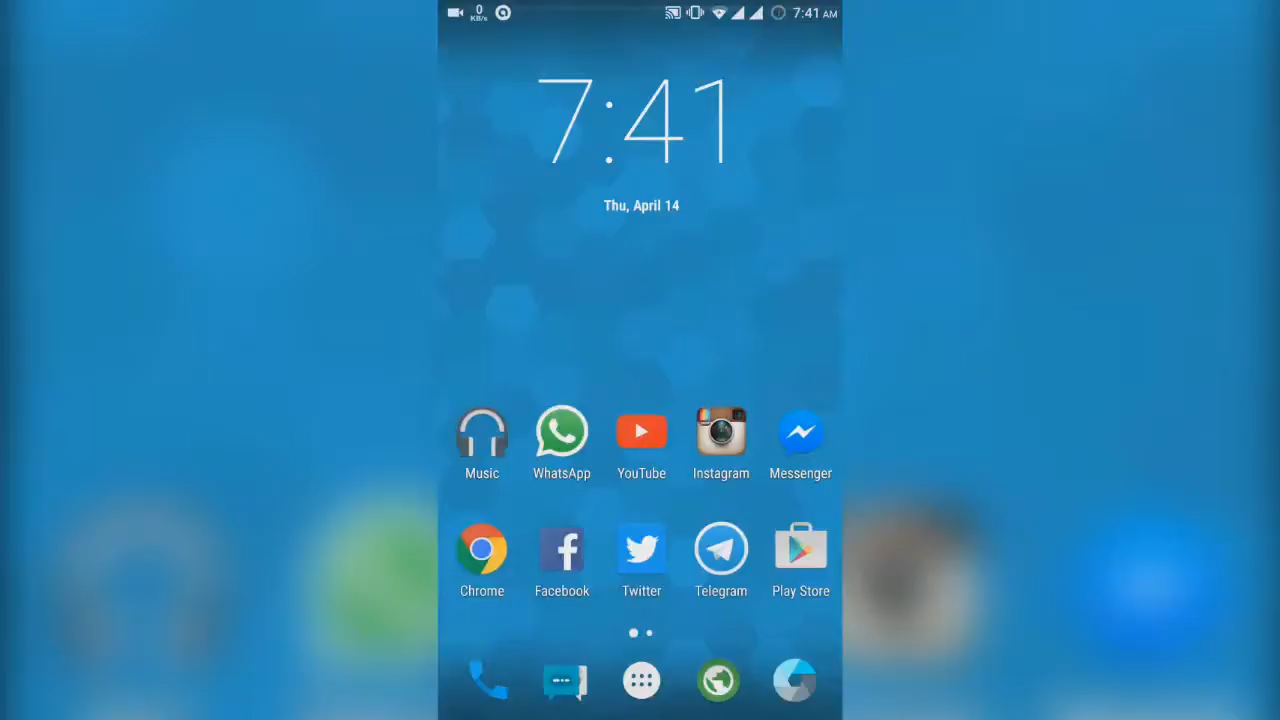 0
KB/s
7:41 AM
7:41
Thu, April 14
Music WhatsApp YouTube Instagram Messenger
Chrome Facebook Twitter Telegram Play Store